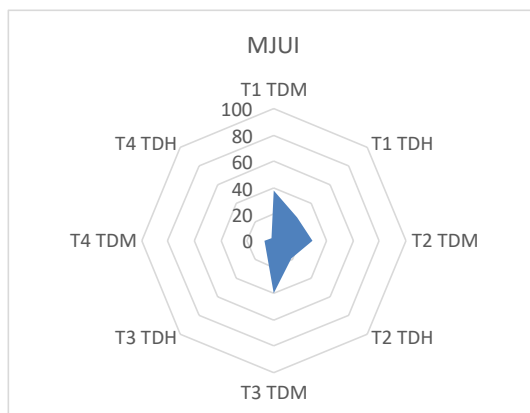 MJUI
T1 TDM
100
80
60
40
20
0
T1 TDH
T2 TDM
T2 TDH
T3 TDM
T3 TDH
T4 TDM
T4 TDH